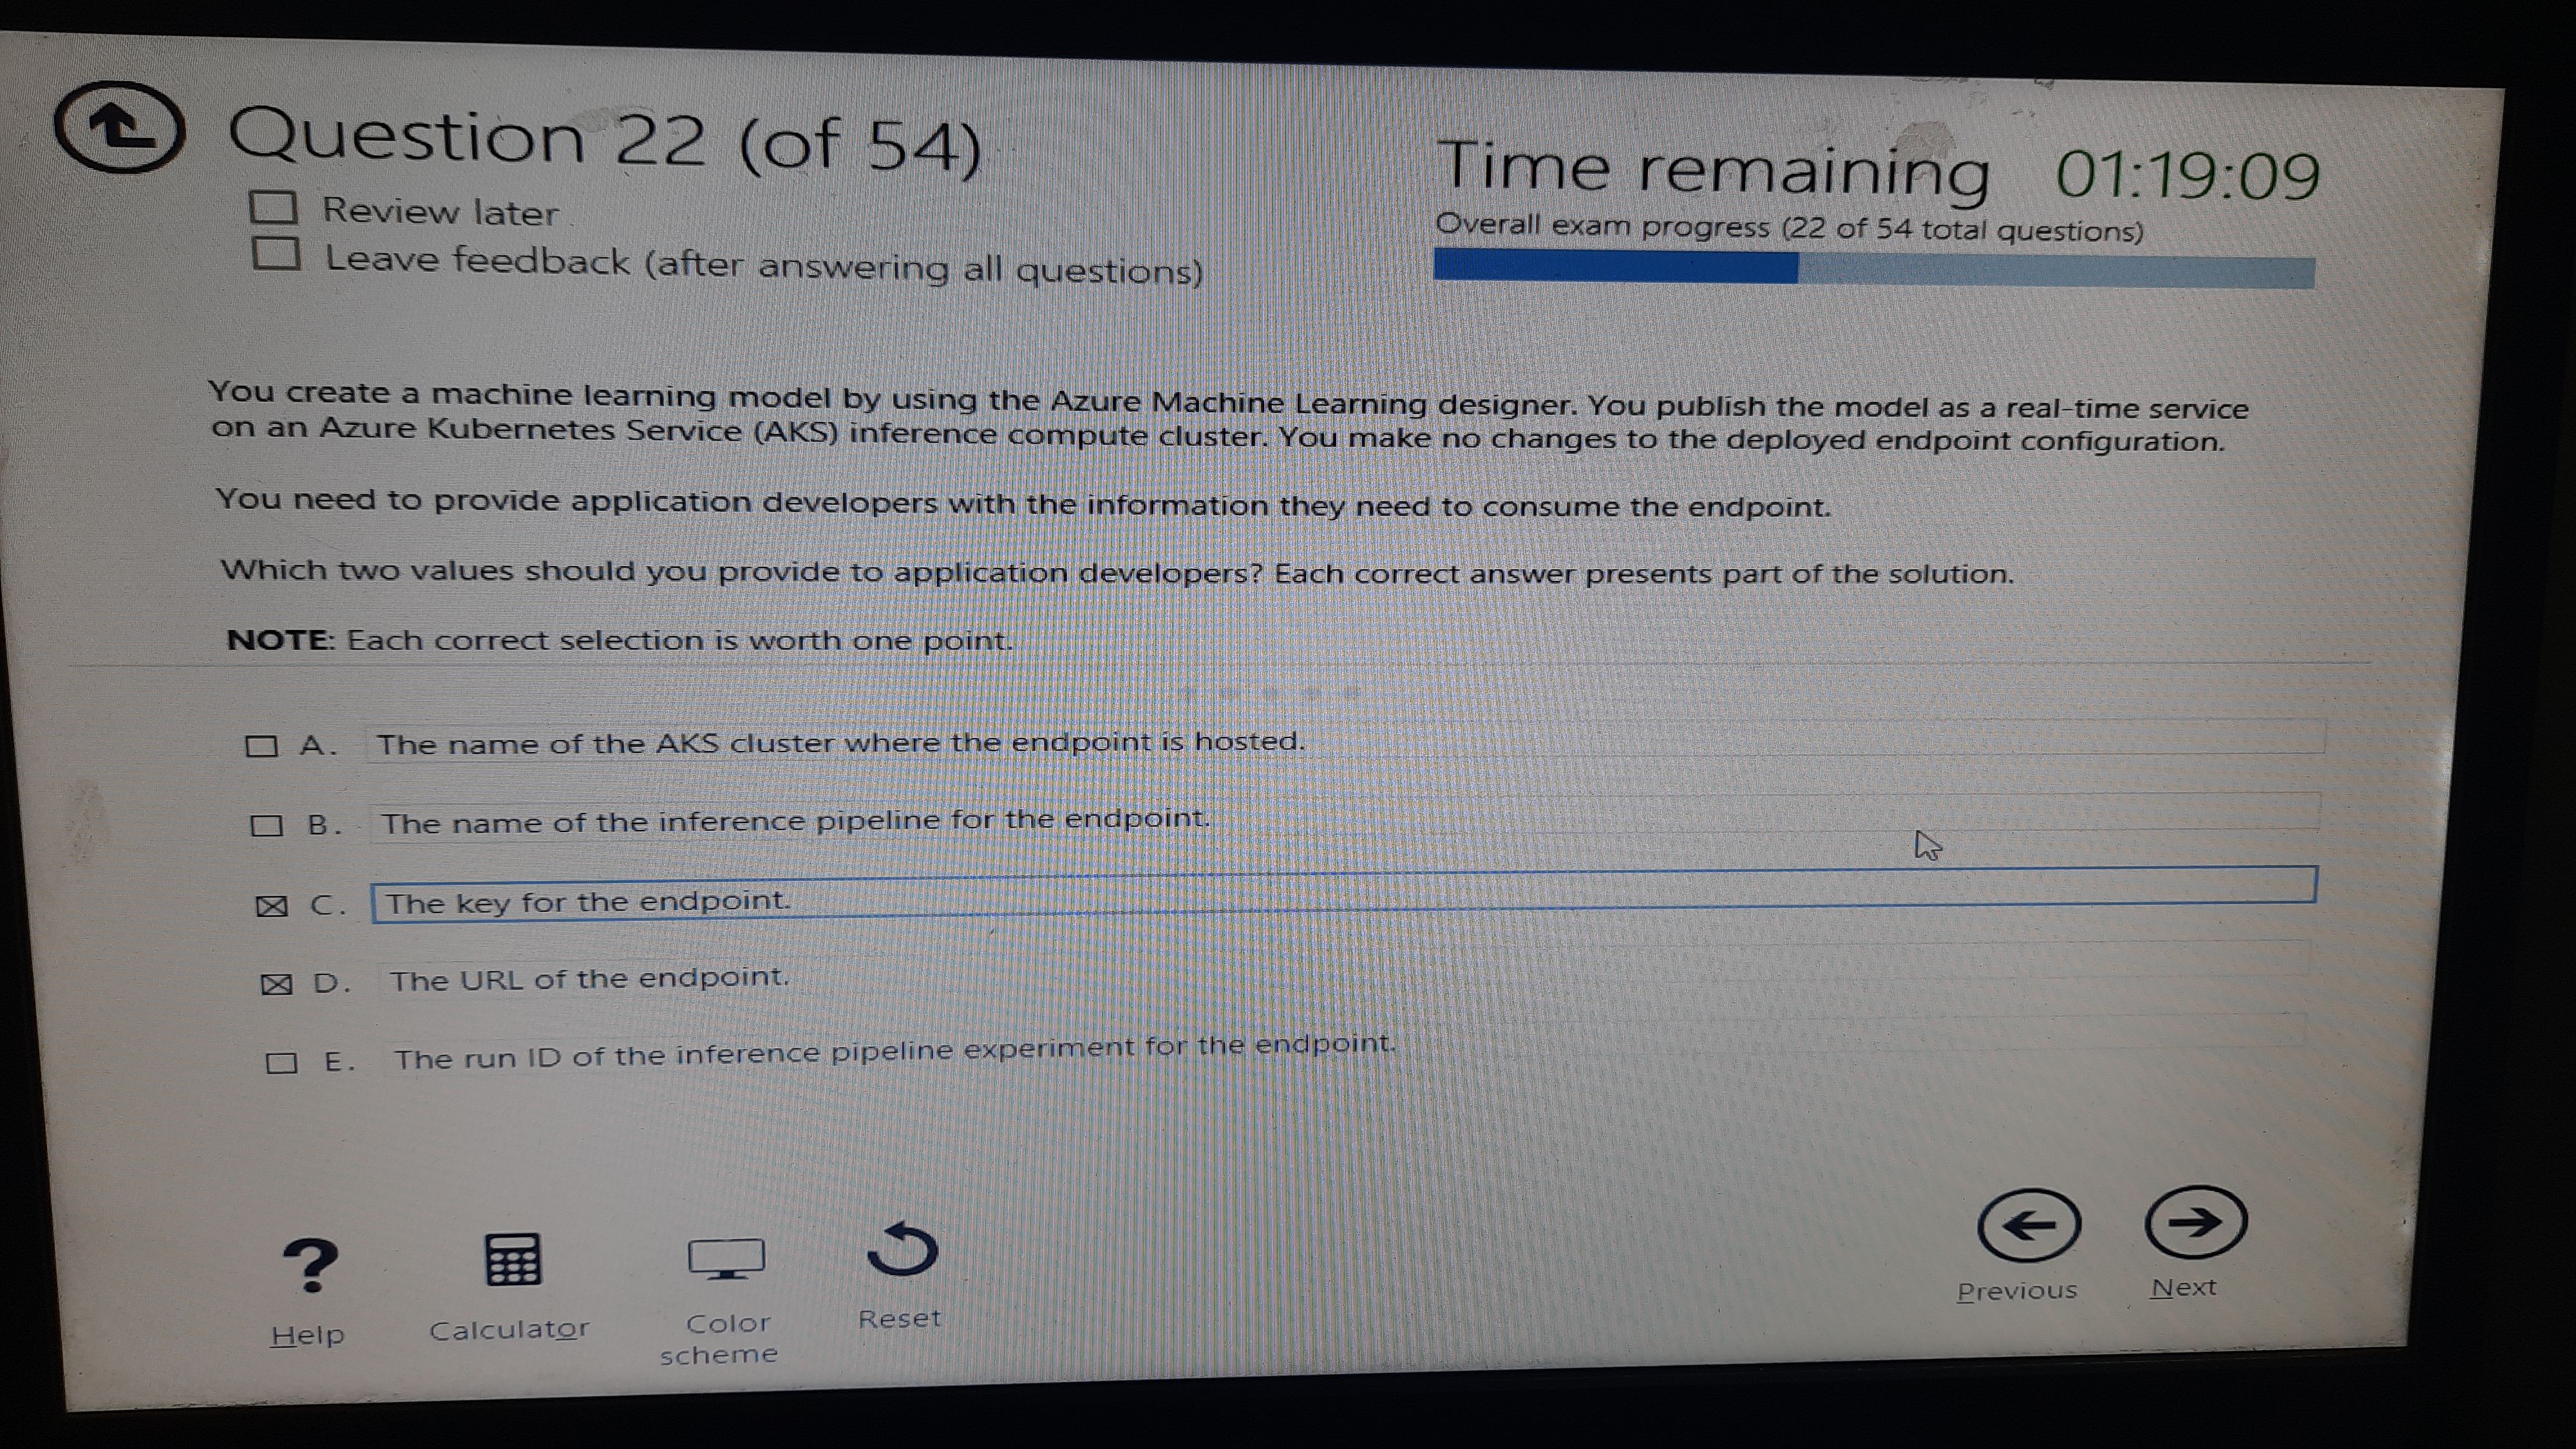 Question 22 (of 54)
Time remaining 01:19:09
Review later
Overall exam progress (22 of 54 total questions)
Leave feedback (after answering all questions)
You create a machine learning model by using the Azure Machine Learning designer. You publish the model as a real-time service
on an Azure Kubernetes Service (AKS) inference compute cluster. You make no changes to the deployed endpoint configuration.
You need to provide application developers with the information they need to consume the endpoint.
Which two values should you provide to application developers? Each correct answer presents part of the solution.
NOTE: Each correct selection is worth one point.
A. The name of the AKS cluster where the endpoint is hosted.
B. The name of the inference pipeline for the endpoint.
C. The key for the endpoint.
D. The URL of the endpoint.
E. The run ID of the inference pipeline experiment for the endpoint.
?
Help
Calculator
Color
scheme
Reset
Previous
Next